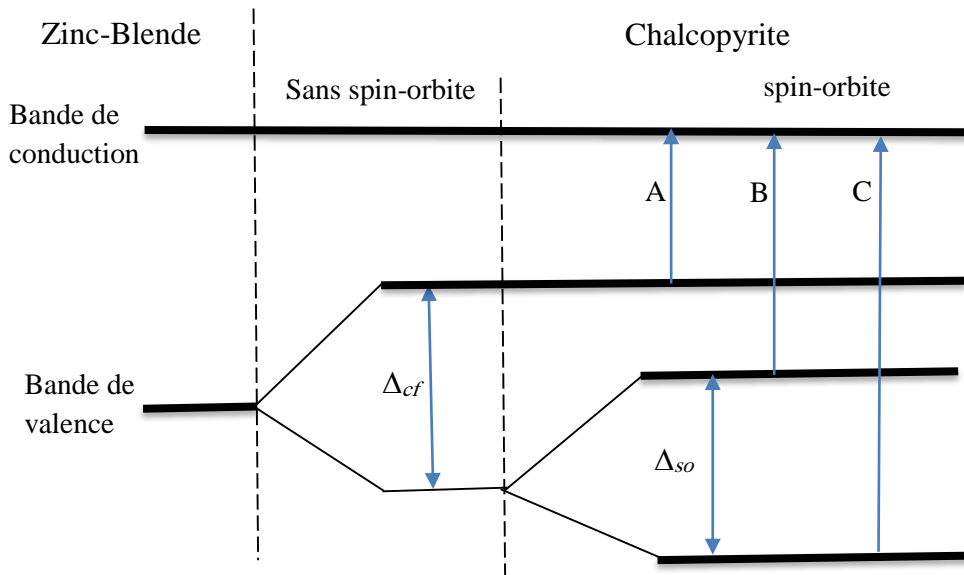 Zinc-Blende
Chalcopyrite
Sans spin-orbite
spin-orbite
Bande de
conduction
A
B
C
Δcf
Bande de
valence
Δso